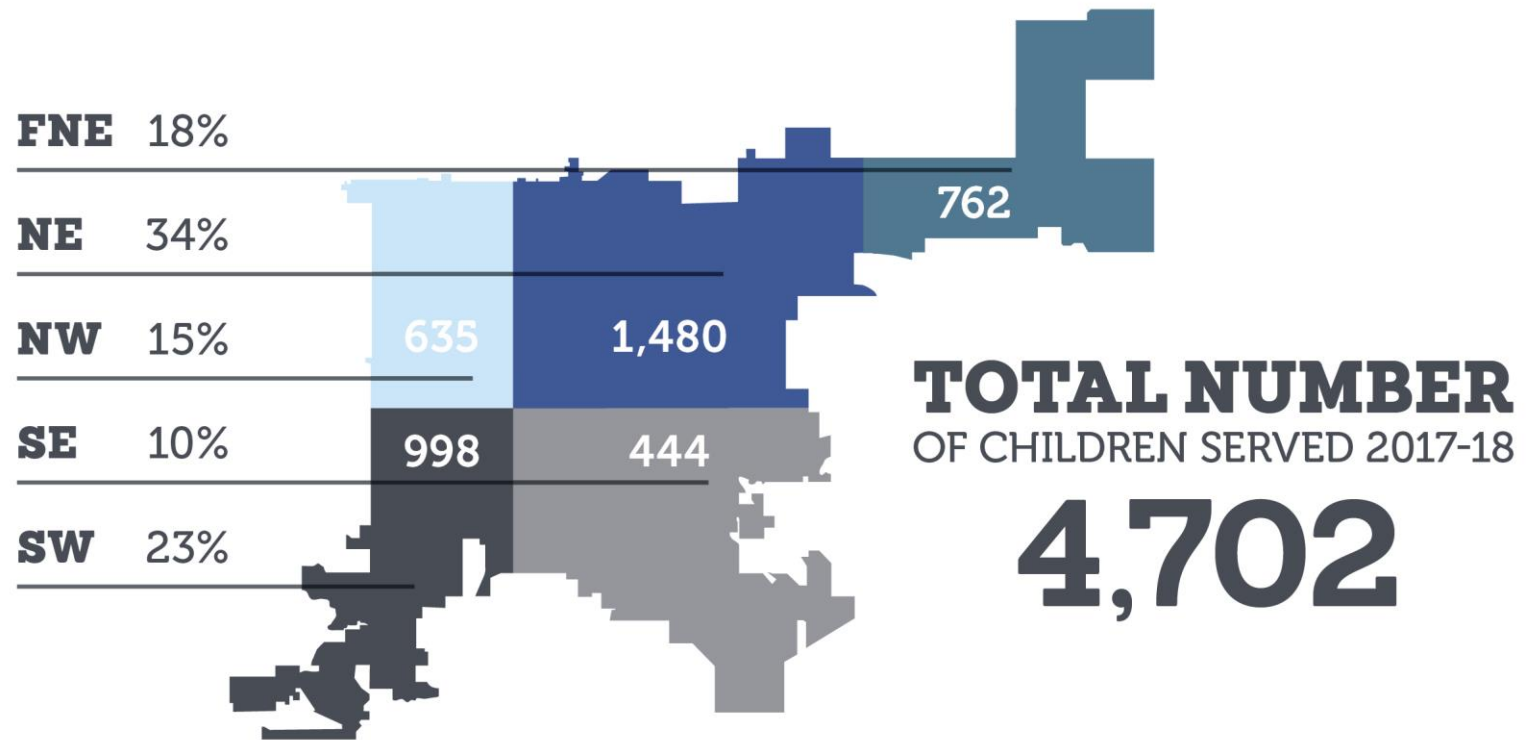 FNE 18%
762
NE 34%
NW 15%
635
1,480
SE 10%
998
444
SW 23%
TOTAL NUMBER
OF CHILDREN SERVED 2017-18
4,702